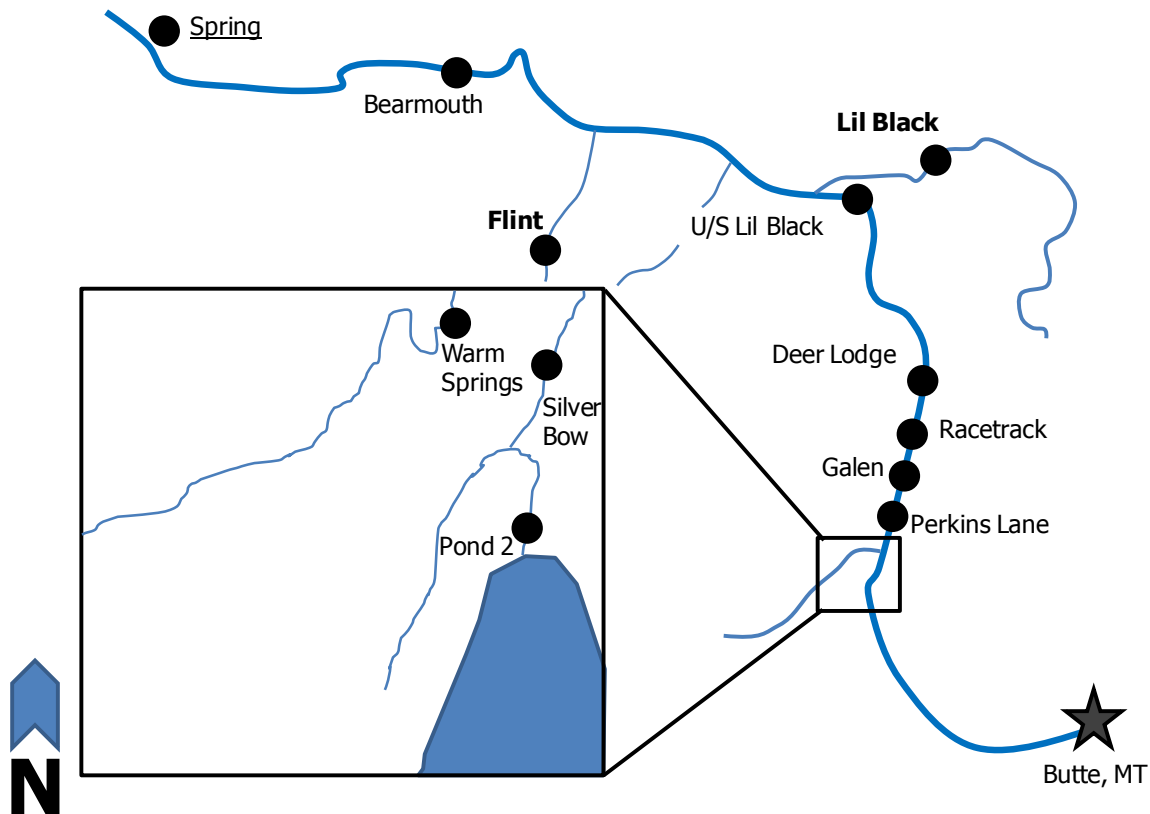 Spring
Bearmouth
Lil Black
Flint
U/S Lil Black
Warm
Springs
Deer Lodge
Silver
Bow
Racetrack
Galen
Perkins Lane
Pond 2
N
Butte, MT